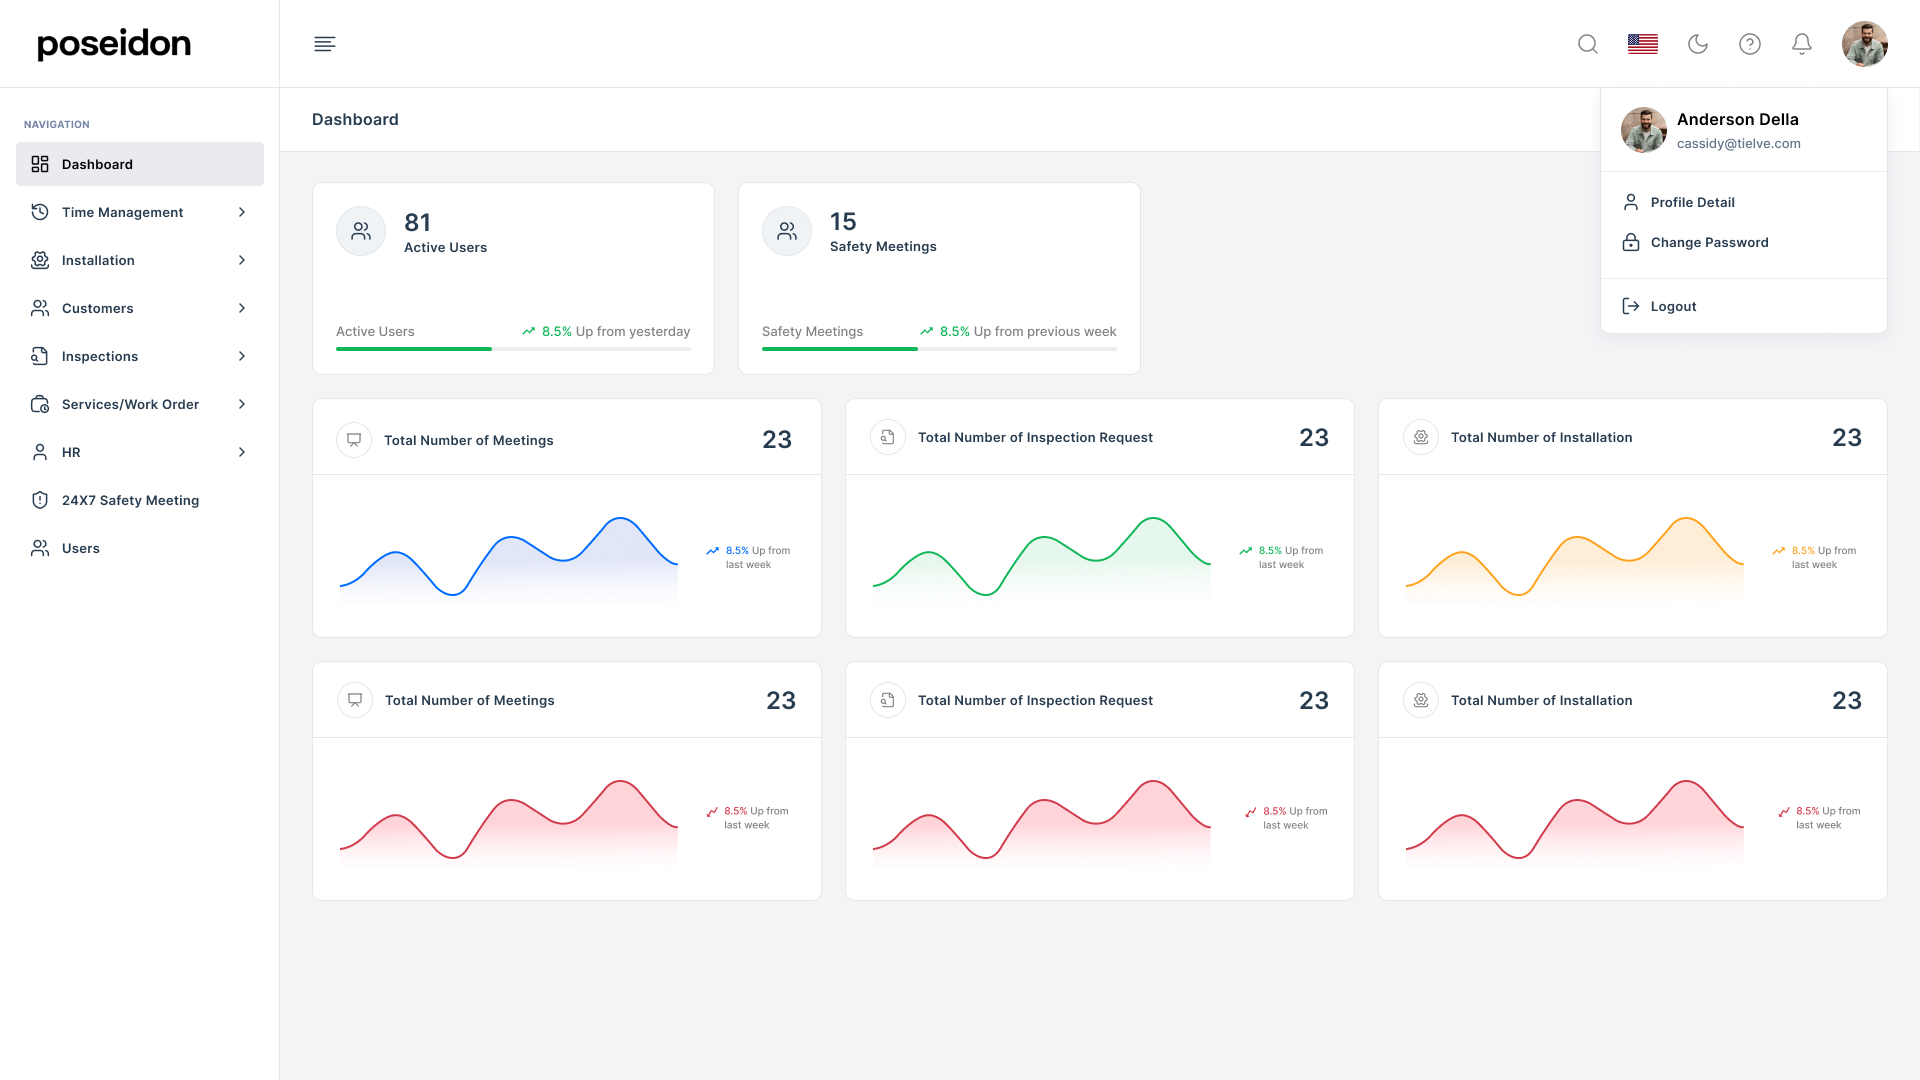 poseidon
NAVIGATION
Dashboard
Time Management
Installation
Customers
Inspections
Services/Work Order
HR
24X7 Safety Meeting
Users
Dashboard
Anderson Della
cassidy@tielve.com
Profile Detail
Change Password
Logout
81
Active Users
Active Users
8.5% Up from yesterday
15
Safety Meetings
Safety Meetings
8.5% Up from previous week
Total Number of Meetings
23
8.5% Up from
last week
Total Number of Inspection Request
23
8.5% Up from
last week
Total Number of Installation
23
8.5% Up from
last week
Total Number of Meetings
23
8.5% Up from
last week
Total Number of Inspection Request
23
8.5% Up from
last week
Total Number of Installation
23
8.5% Up from
last week